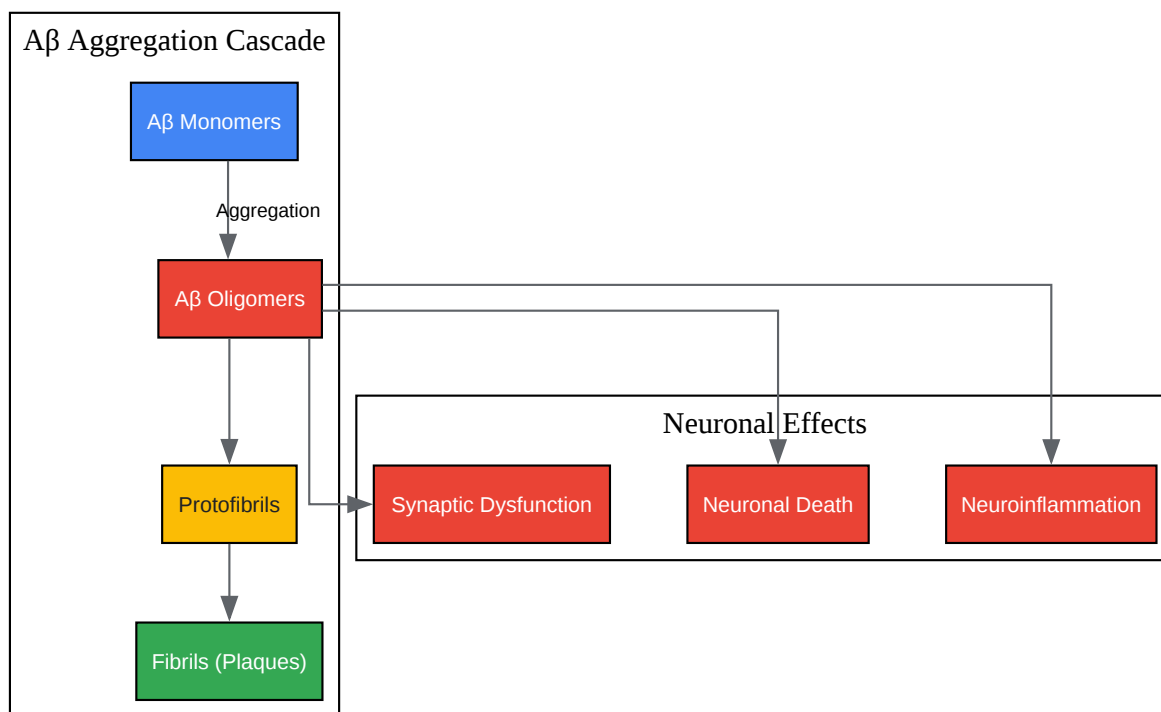 Aβ Aggregation Cascade
Aβ Monomers
Aggregation
Aβ Oligomers
Neuronal Effects
Protofibrils
Synaptic Dysfunction
Neuronal Death
Neuroinflammation
Fibrils (Plaques)